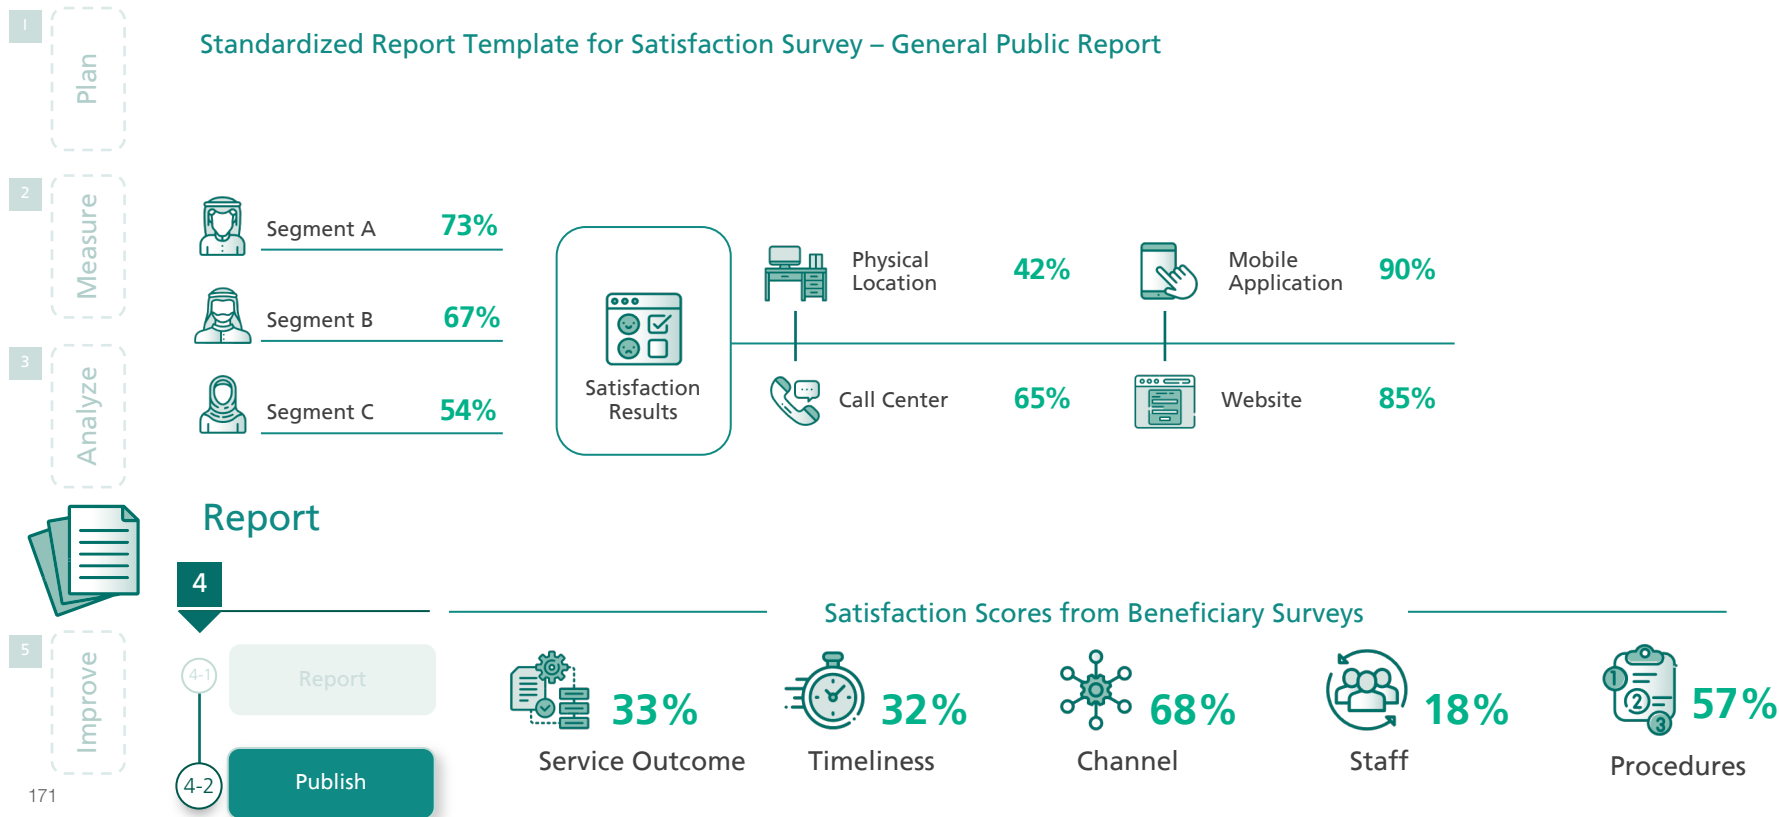 1
Plan
2
Measure
3
Analyze
5
Improve
171
Standardized Report Template for Satisfaction Survey – General Public Report
Segment A 73%
Segment B 67%
Segment C 54%
Satisfaction
Results
Physical
Location
42%
Mobile
Application
90%
Call Center 65%
Website 85%
Report
4
4-1 Report
4-2 Publish
Satisfaction Scores from Beneficiary Surveys
33%
Service Outcome
32%
Timeliness
68%
Channel
18%
Staff
1
2
3
57%
Procedures